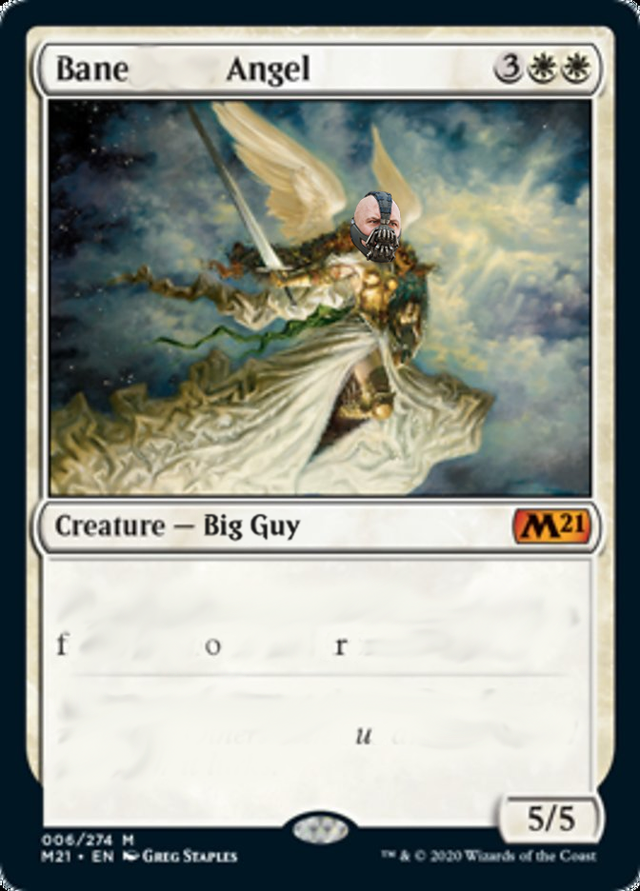 Bane Angel 3
Creature — Big Guy M21
f o r
u
5/5
006/274 M
M21 • EN Greg Staples ™ & © 2020 Wizards of the Coast